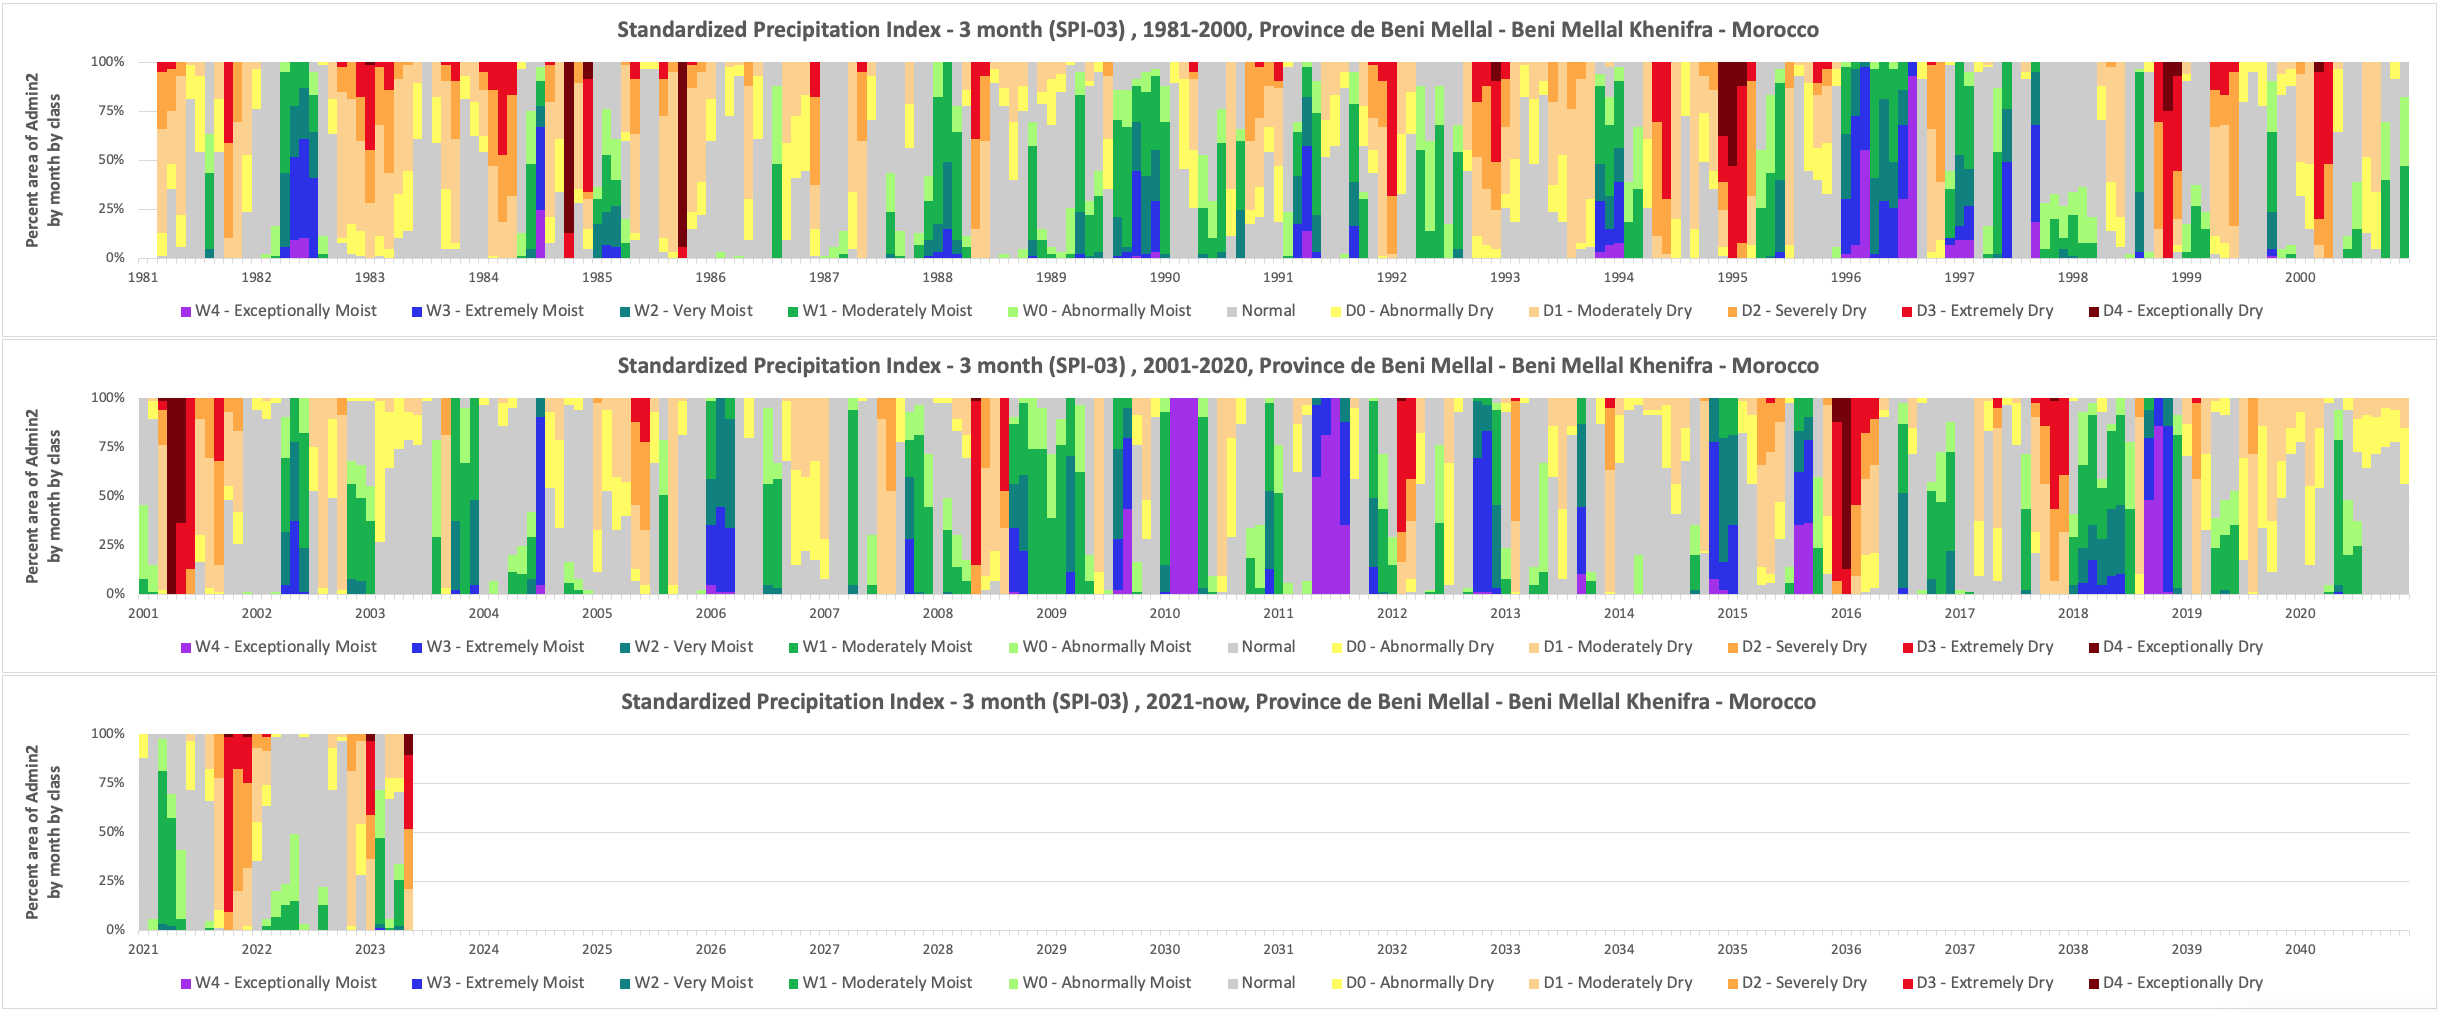 Standardized Precipitation Index - 3 month (SPI-03) , 1981-2000, Province de Beni Mellal - Beni Mellal Khenifra - Morocco
Percent area of Admin2
by month by class
100%
75%
50%
25%
0%
1981 1982 1983 1984 1985 1986 1987 1988 1989 1990 1991 1992 1993 1994 1995 1996 1997 1998 1999 2000
W4 - Exceptionally Moist W3 - Extremely Moist W2 - Very Moist W1 - Moderately Moist W0 - Abnormally Moist Normal D0 - Abnormally Dry D1 - Moderately Dry D2 - Severely Dry D3 - Extremely Dry D4 - Exceptionally Dry
Standardized Precipitation Index - 3 month (SPI-03) , 2001-2020, Province de Beni Mellal - Beni Mellal Khenifra - Morocco
Percent area of Admin2
by month by class
100%
75%
50%
25%
0%
2001 2002 2003 2004 2005 2006 2007 2008 2009 2010 2011 2012 2013 2014 2015 2016 2017 2018 2019 2020
W4 - Exceptionally Moist W3 - Extremely Moist W2 - Very Moist W1 - Moderately Moist W0 - Abnormally Moist Normal D0 - Abnormally Dry D1 - Moderately Dry D2 - Severely Dry D3 - Extremely Dry D4 - Exceptionally Dry
Standardized Precipitation Index - 3 month (SPI-03) , 2021-now, Province de Beni Mellal - Beni Mellal Khenifra - Morocco
Percent area of Admin2
by month by class
100%
75%
50%
25%
0%
2021 2022 2023 2024 2025 2026 2027 2028 2029 2030 2031 2032 2033 2034 2035 2036 2037 2038 2039 2040
W4 - Exceptionally Moist W3 - Extremely Moist W2 - Very Moist W1 - Moderately Moist W0 - Abnormally Moist Normal D0 - Abnormally Dry D1 - Moderately Dry D2 - Severely Dry D3 - Extremely Dry D4 - Exceptionally Dry